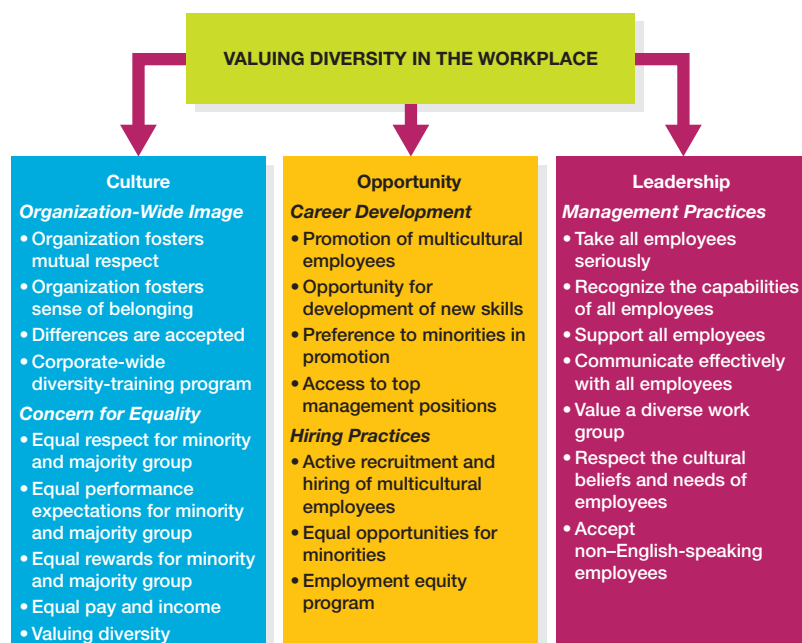 VALUING DIVERSITY IN THE WORKPLACE
Culture
Organization-Wide Image
• Organization fosters
mutual respect
• Organization fosters
sense of belonging
• Differences are accepted
• Corporate-wide
diversity-training program
Concern for Equality
• Equal respect for minority
and majority group
• Equal performance
expectations for minority
and majority group
• Equal rewards for minority
and majority group
• Equal pay and income
• Valuing diversity
Opportunity
Career Development
• Promotion of multicultural
employees
• Opportunity for
development of new skills
• Preference to minorities in
promotion
• Access to top
management positions
Hiring Practices
• Active recruitment and
hiring of multicultural
employees
• Equal opportunities for
minorities
• Employment equity
program
Leadership
Management Practices
• Take all employees
seriously
• Recognize the capabilities
of all employees
• Support all employees
• Communicate effectively
with all employees
• Value a diverse work
group
• Respect the cultural
beliefs and needs of
employees
• Accept
non–English-speaking
employees